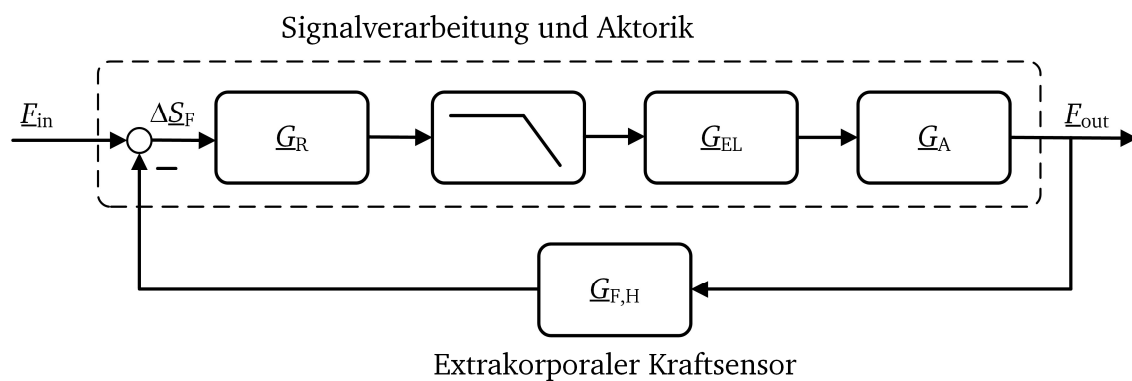 Signalverarbeitung und Aktorik
F_in
ΔS_F
G_R
G_EL
G_A
F_out
−
G_F,H
Extrakorporaler Kraftsensor